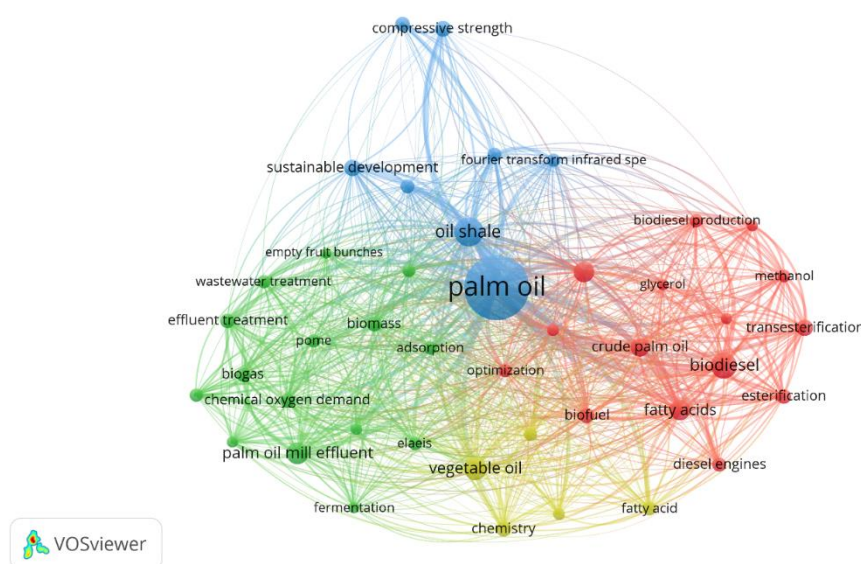 compressive strength
sustainable development
fourier transform infrared spe
oil shale
biodiesel production
empty fruit bunches
wastewater treatment
palm oil
glycerol
methanol
effluent treatment
biomass
transesterification
pome
adsorption
crude palm oil
biogas
optimization
biodiesel
chemical oxygen demand
esterification
biofuel
fatty acids
elaeis
palm oil mill effluent
vegetable oil
diesel engines
fermentation
fatty acid
chemistry
VOSviewer